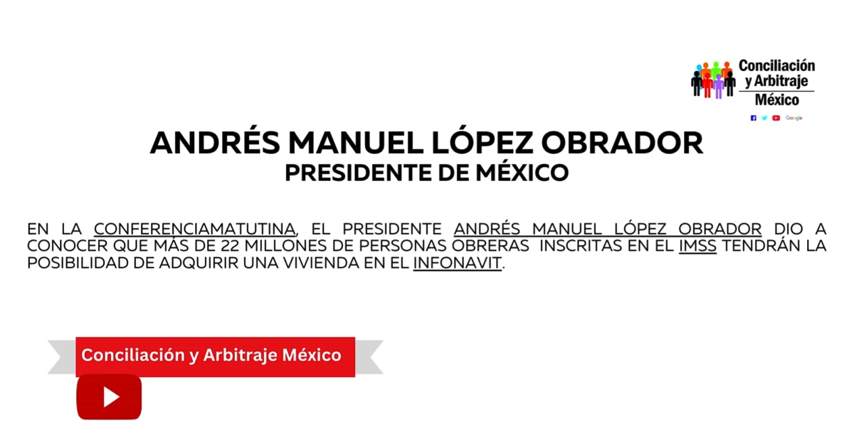 Conciliación
y Arbitraje
México
Google
ANDRÉS MANUEL LÓPEZ OBRADOR
PRESIDENTE DE MÉXICO
EN LA CONFERENCIAMATUTINA, EL PRESIDENTE ANDRÉS MANUEL LÓPEZ OBRADOR DIO A
CONOCER QUE MÁS DE 22 MILLONES DE PERSONAS OBRERAS INSCRITAS EN EL IMSS TENDRÁN LA
POSIBILIDAD DE ADQUIRIR UNA VIVIENDA EN EL INFONAVIT.
Conciliación y Arbitraje México